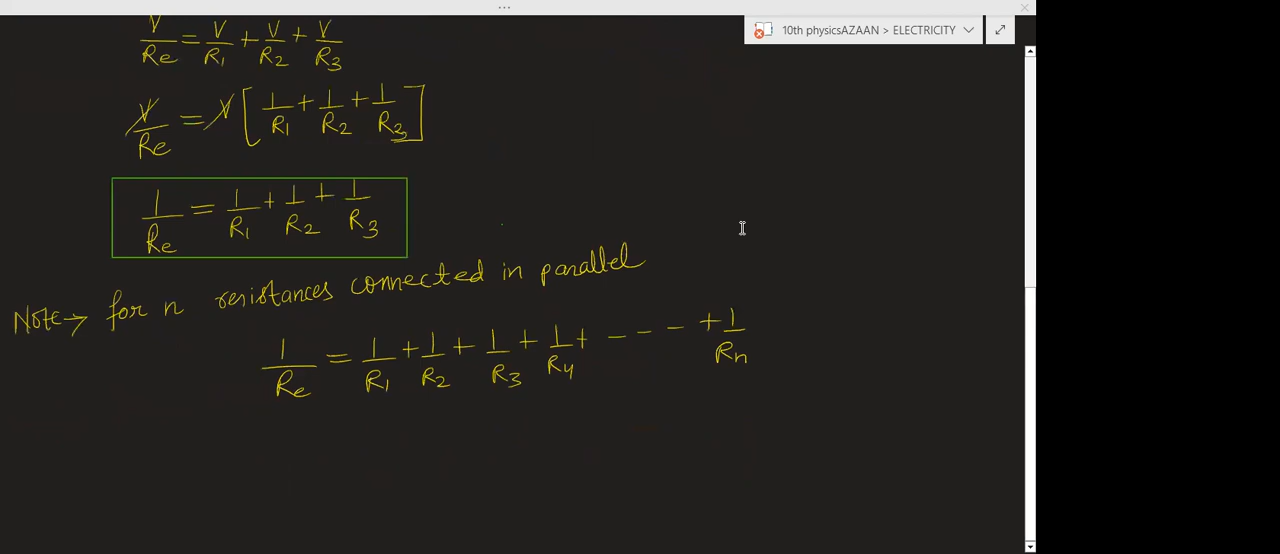 10th physicsAZAAN > ELECTRICITY
V/Re = V/R1 + V/R2 + V/R3
V/Re = V [ 1/R1 + 1/R2 + 1/R3 ]
1/Re = 1/R1 + 1/R2 + 1/R3
Note → for n resistances connected in parallel
1/Re = 1/R1 + 1/R2 + 1/R3 + 1/R4 + - - - + 1/Rn